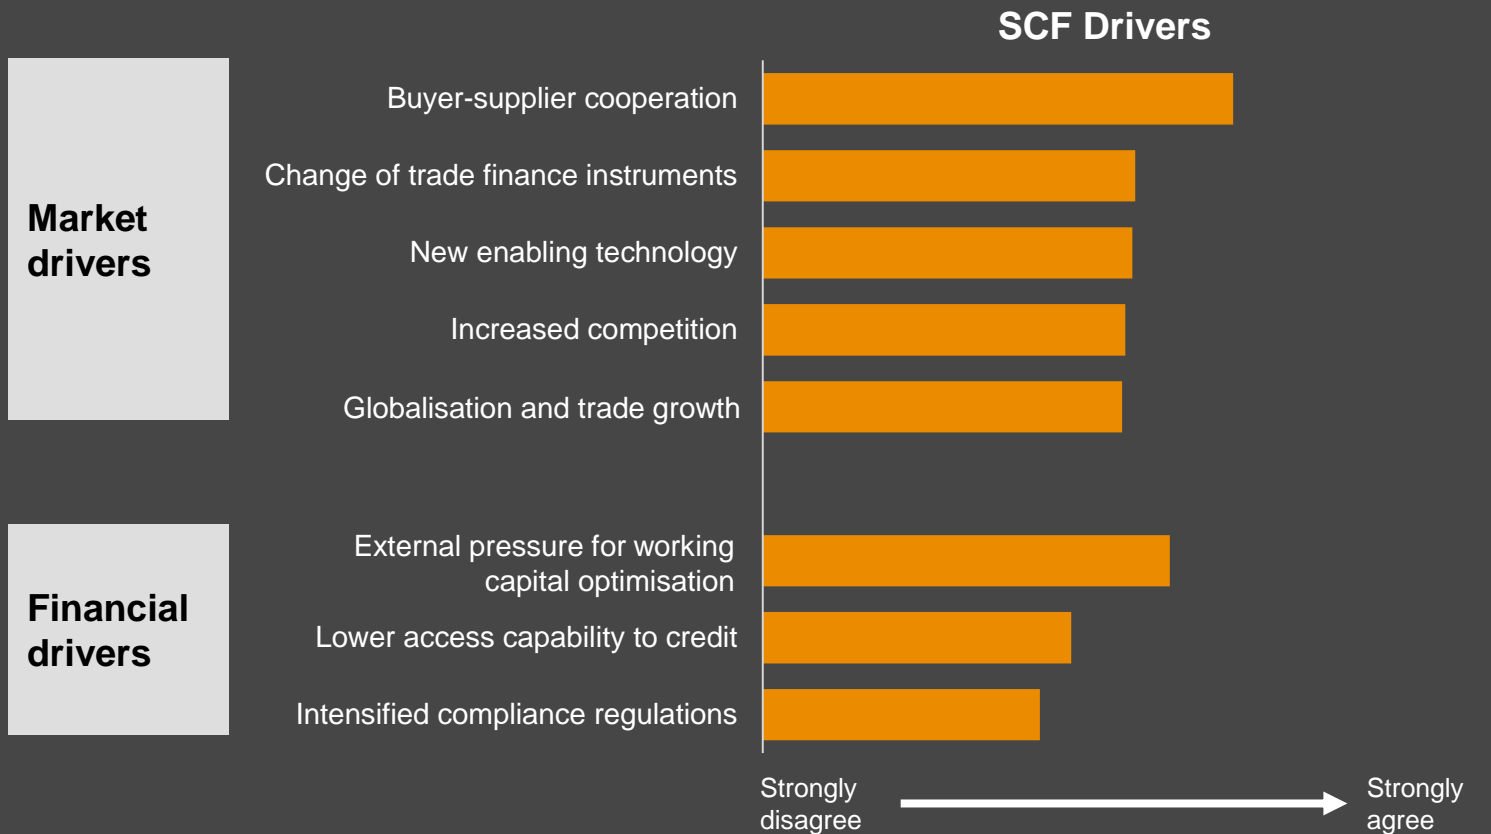 SCF Drivers
Market
drivers
Buyer-supplier cooperation
Change of trade finance instruments
New enabling technology
Increased competition
Globalisation and trade growth
Financial
drivers
External pressure for working
capital optimisation
Lower access capability to credit
Intensified compliance regulations
Strongly
disagree
Strongly
agree